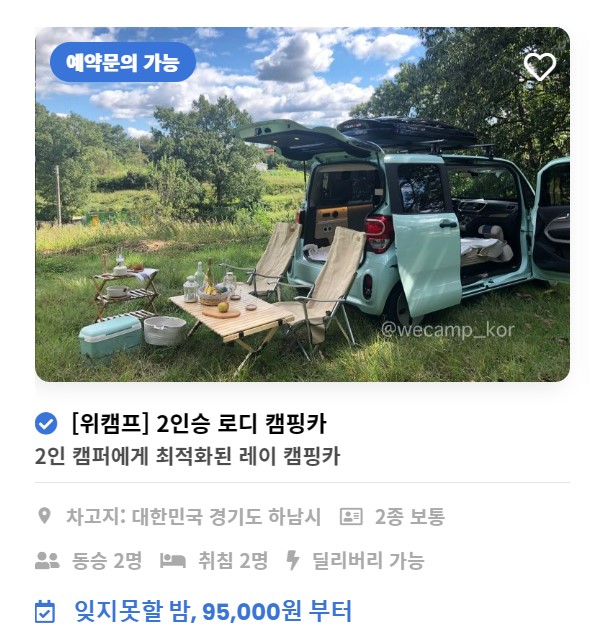 예약문의 가능
@wecamp_kor
[위캠프] 2인승 로디 캠핑카
2인 캠퍼에게 최적화된 레이 캠핑카
차고지: 대한민국 경기도 하남시 2종 보통
동승 2명 취침 2명 딜리버리 가능
잊지못할 밤, 95,000원 부터